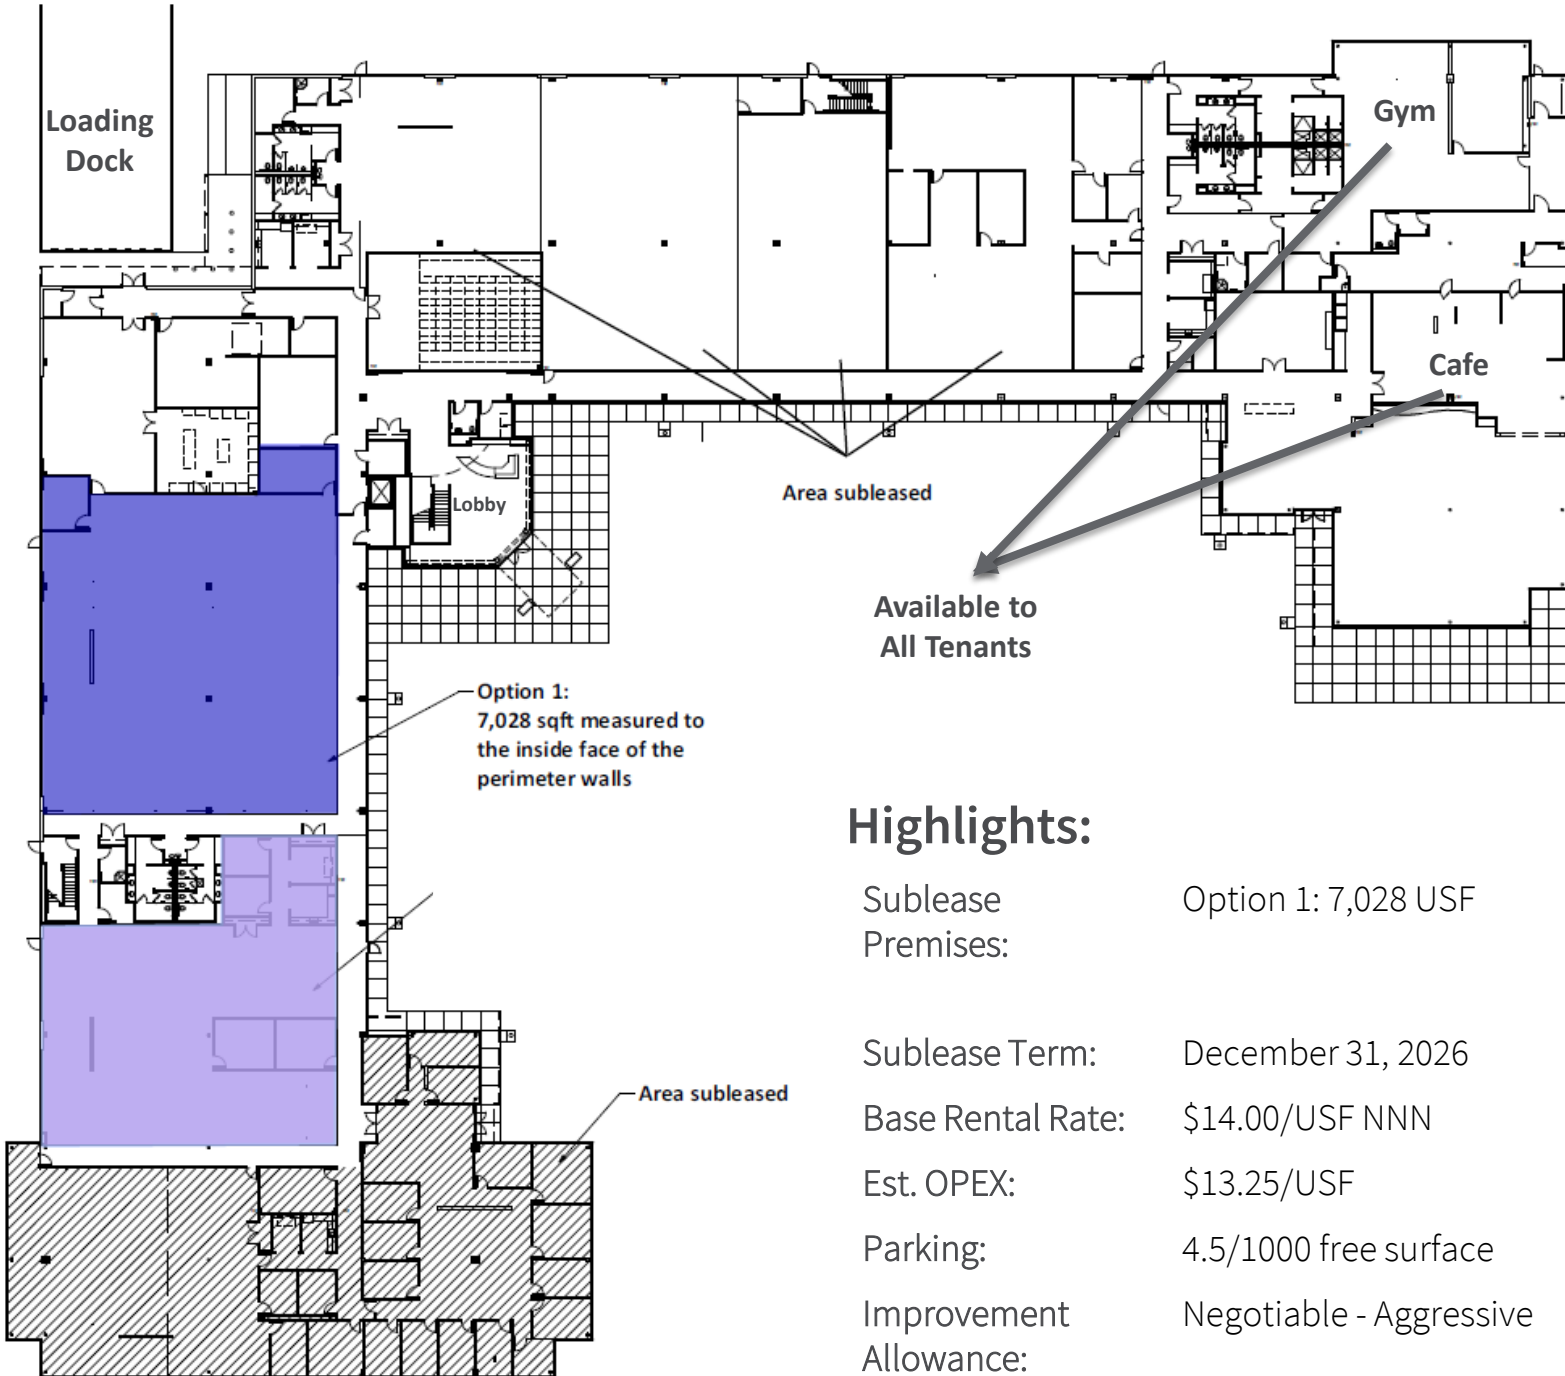 Loading
Dock
Gym
Cafe
Area subleased
Lobby
Available to
All Tenants
Option 1:
7,028 sqft measured to
the inside face of the
perimeter walls
Area subleased
Highlights:
Sublease Premises: Option 1: 7,028 USF
Sublease Term: December 31, 2026
Base Rental Rate: $14.00/USF NNN
Est. OPEX: $13.25/USF
Parking: 4.5/1000 free surface
Improvement Allowance: Negotiable - Aggressive